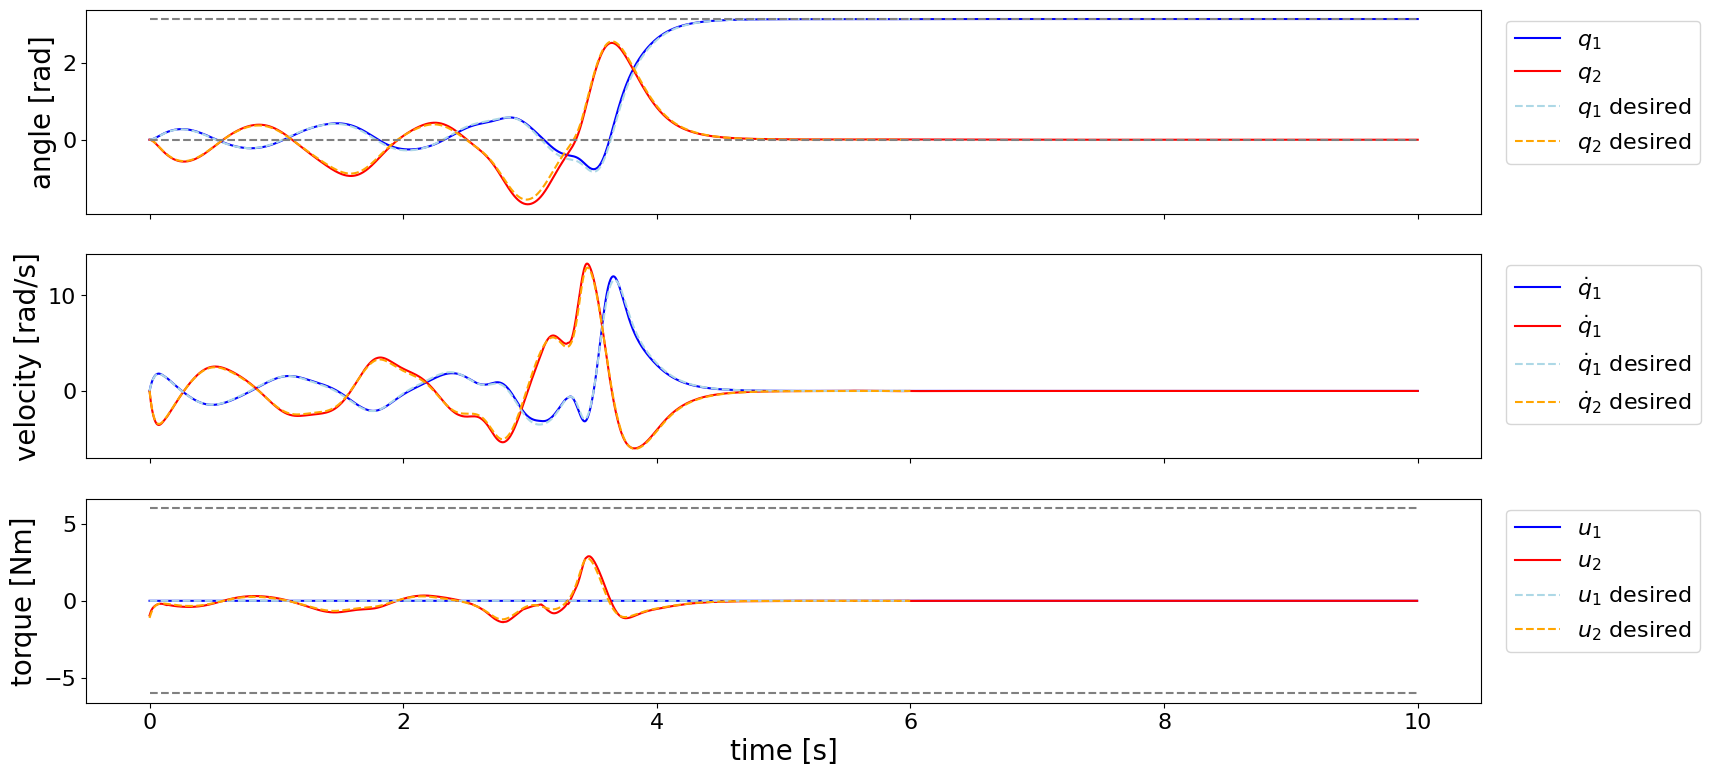 angle [rad]
2
0
q₁
q₂
q₁ desired
q₂ desired
velocity [rad/s]
10
0
q̇₁
q̇₁
q̇₁ desired
q̇₂ desired
torque [Nm]
5
0
−5
u₁
u₂
u₁ desired
u₂ desired
0 2 4 6 8 10
time [s]